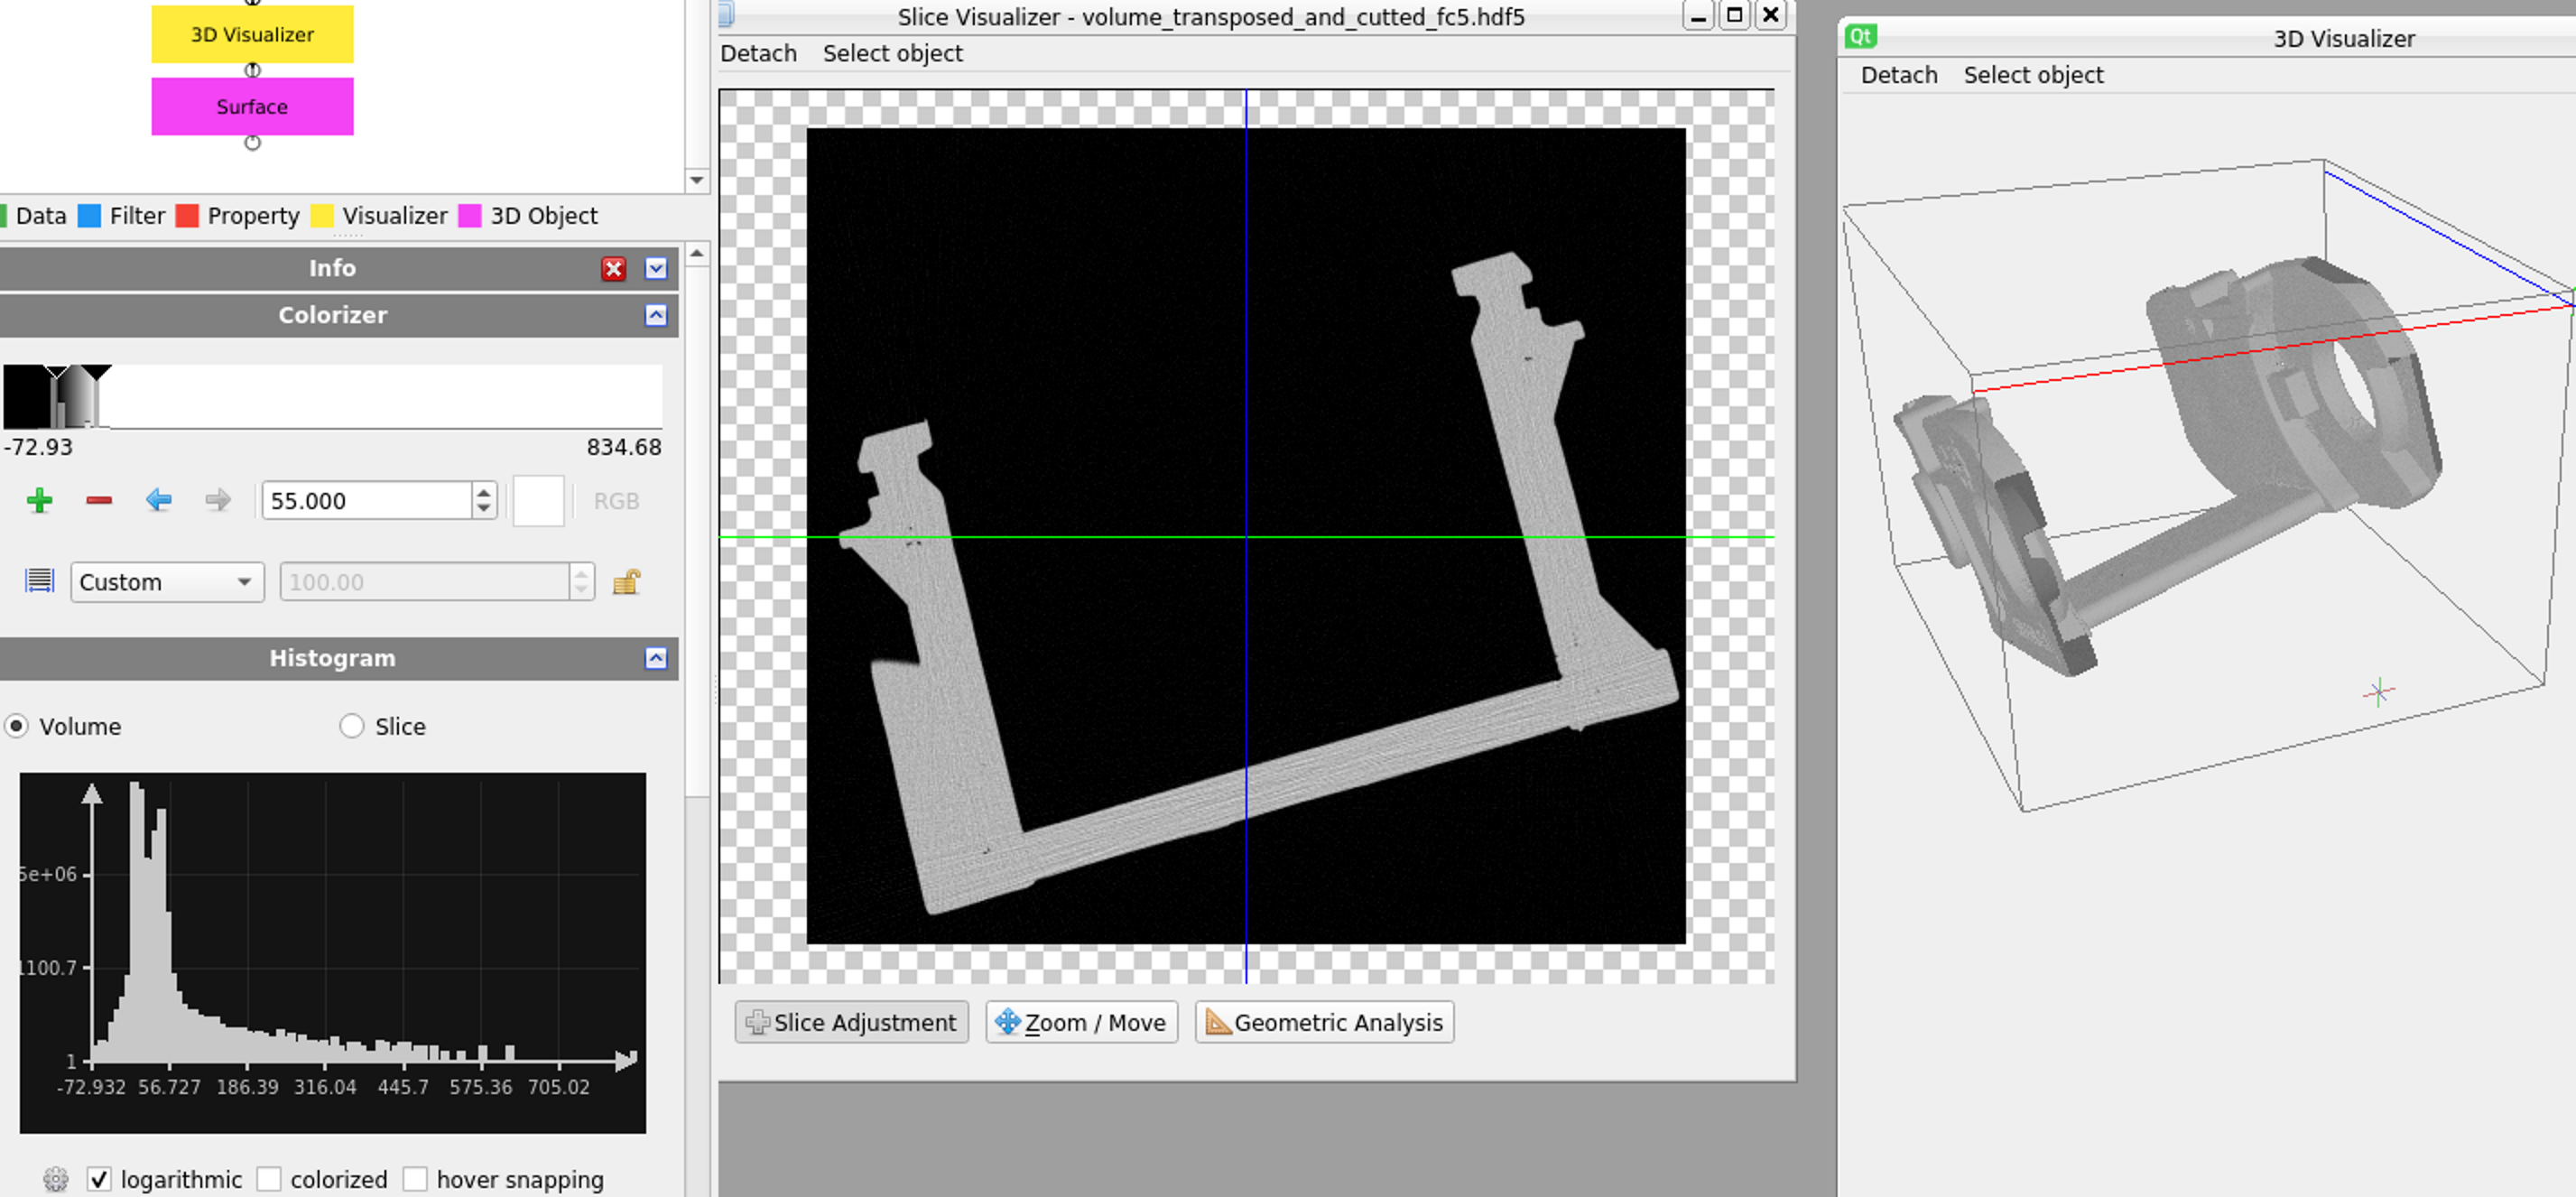 3D Visualizer
Surface
Data Filter Property Visualizer 3D Object
Info
Colorizer
-72.93 834.68
55.000 RGB
Custom 100.00
Histogram
Volume Slice
5e+06
1100.7
1
-72.932 56.727 186.39 316.04 445.7 575.36 705.02
logarithmic colorized hover snapping
Slice Visualizer - volume_transposed_and_cutted_fc5.hdf5
Detach Select object
Slice Adjustment Zoom / Move Geometric Analysis
Qt 3D Visualizer
Detach Select object